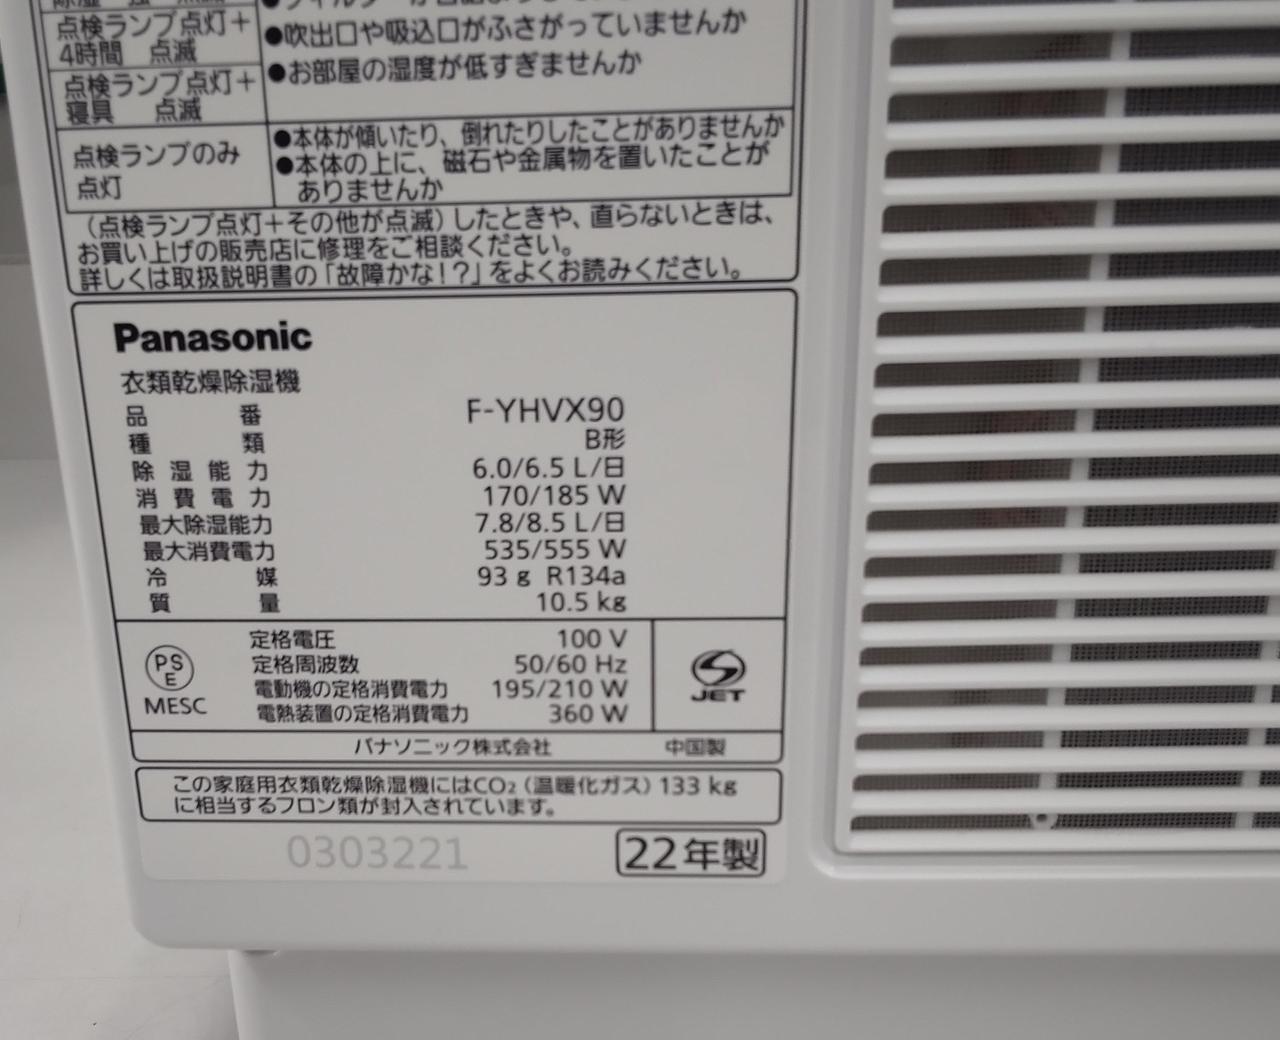 点検ランプ点灯＋
4時間 点滅
●吹出口や吸込口がふさがっていませんか
●お部屋の湿度が低すぎませんか
点検ランプ点灯＋
寝具 点滅
点検ランプのみ
点灯
●本体が傾いたり、倒れたりしたことがありませんか
●本体の上に、磁石や金属物を置いたことが
ありませんか
（点検ランプ点灯＋その他が点滅）したときや、直らないときは、
お買い上げの販売店に修理をご相談ください。
詳しくは取扱説明書の「故障かな！？」をよくお読みください。
Panasonic
衣類乾燥除湿機
品番 F-YHVX90
種類 B形
除湿能力 6.0/6.5 L/日
消費電力 170/185 W
最大除湿能力 7.8/8.5 L/日
最大消費電力 535/555 W
冷媒 93 g R134a
質量 10.5 kg
PS
E
MESC
定格電圧 100 V
定格周波数 50/60 Hz
電動機の定格消費電力 195/210 W
電熱装置の定格消費電力 360 W
S
JET
パナソニック株式会社 中国製
この家庭用衣類乾燥除湿機にはCO₂（温暖化ガス）133 kg
に相当するフロン類が封入されています。
0303221
22年製